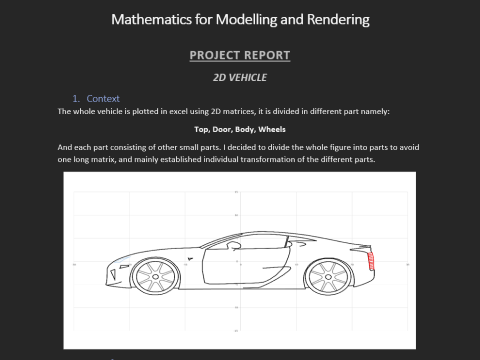 Mathematics for Modelling and Rendering
PROJECT REPORT
2D VEHICLE
1. Context
The whole vehicle is plotted in excel using 2D matrices, it is divided in different part namely:
Top, Door, Body, Wheels
And each part consisting of other small parts. I decided to divide the whole figure into parts to avoid
one long matrix, and mainly established individual transformation of the different parts.